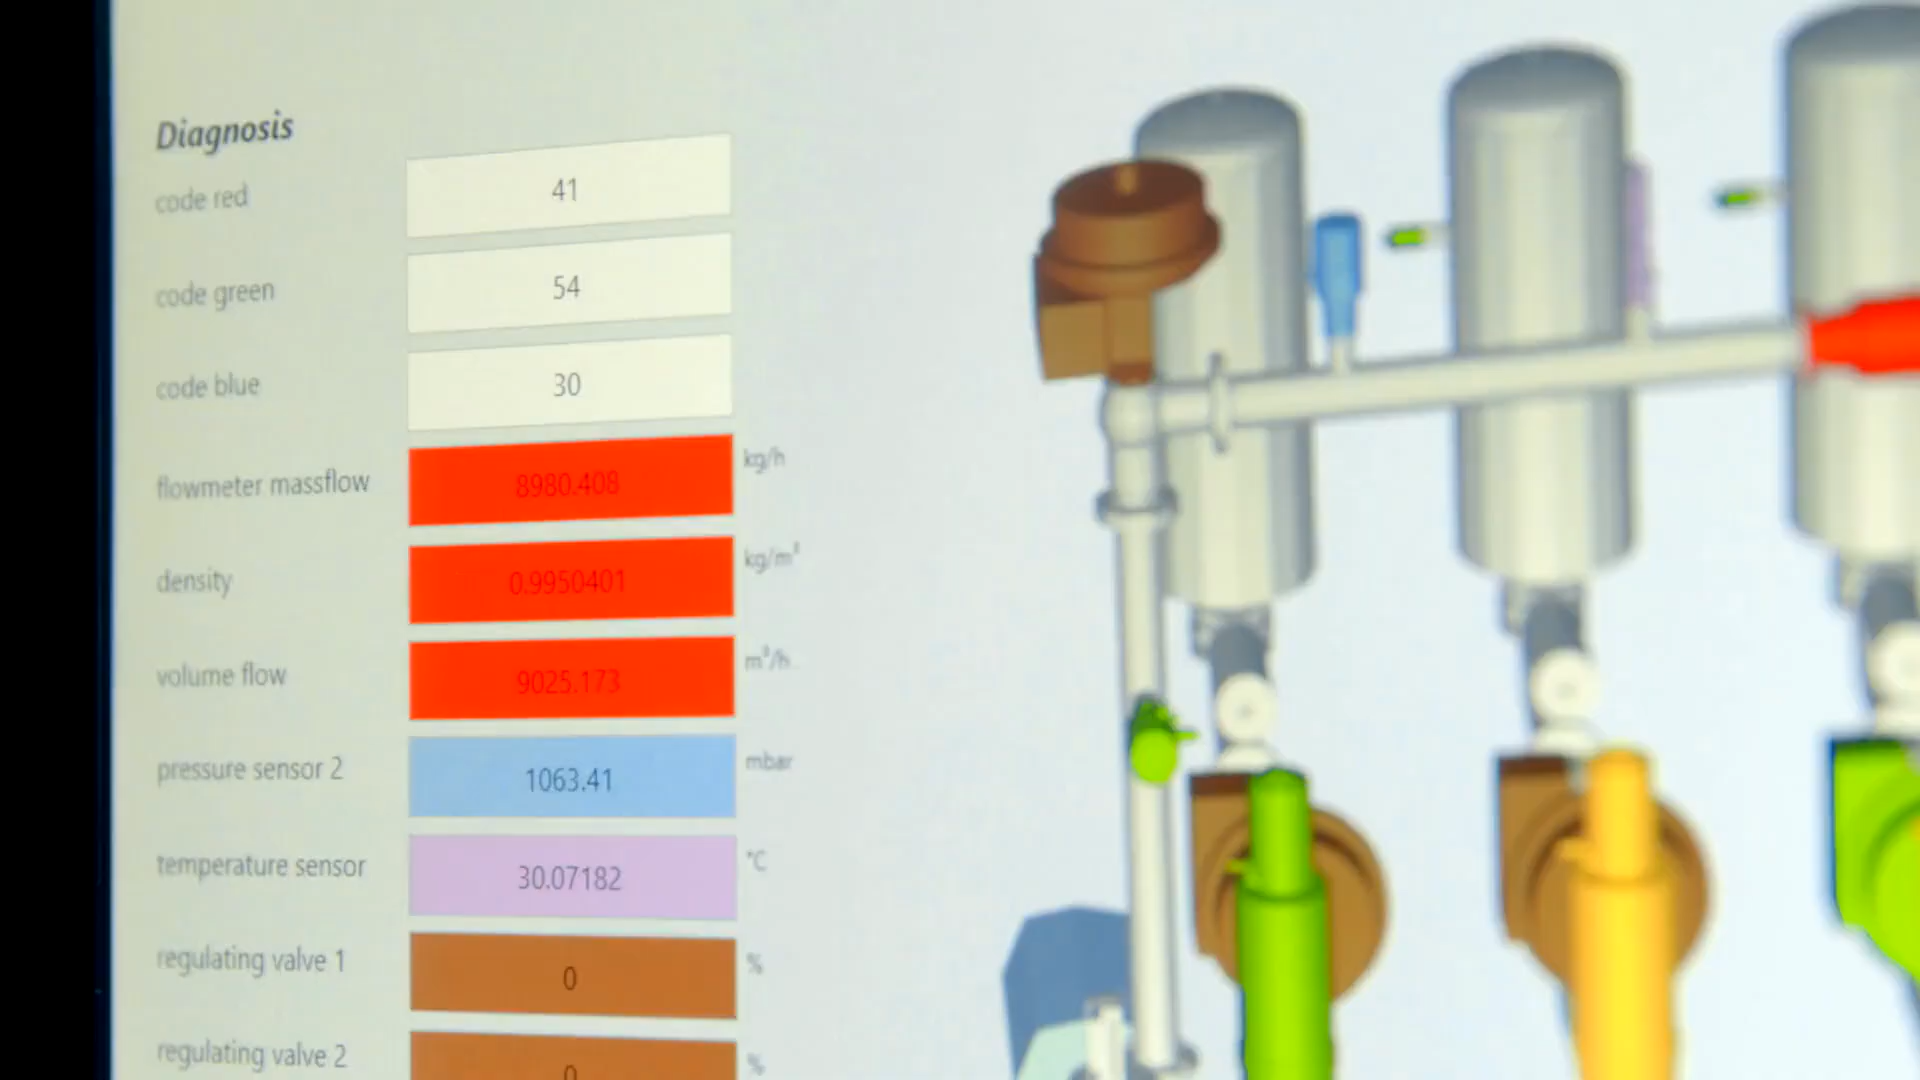 Diagnosis
code red 41
code green 54
code blue 30
flowmeter massflow 8980.408 kg/h
density 0.9950401 kg/m³
volume flow 9025.173 m³/h
pressure sensor 2 1063.41 mbar
temperature sensor 30.07182 °C
regulating valve 1 0 %
regulating valve 2 0 %